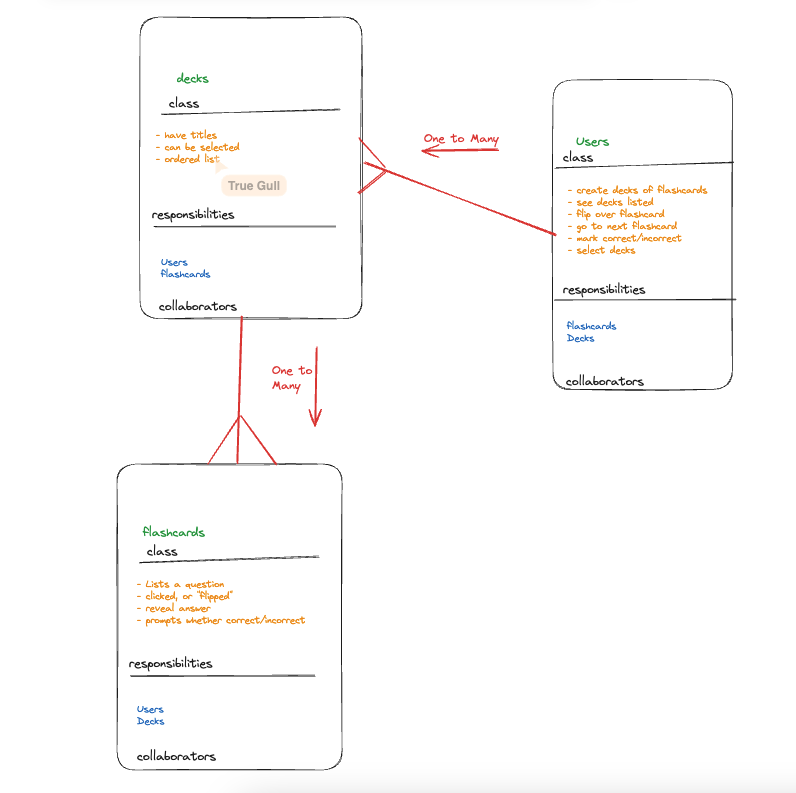 decks
class
- have titles
- can be selected
- ordered list
True Gull
responsibilities
Users
flashcards
collaborators
One to Many
Users
class
- create decks of flashcards
- see decks listed
- flip over flashcard
- go to next flashcard
- mark correct/incorrect
- select decks
responsibilities
flashcards
Decks
collaborators
One to
Many
flashcards
class
- Lists a question
- clicked, or "flipped"
- reveal answer
- prompts whether correct/incorrect
responsibilities
Users
Decks
collaborators